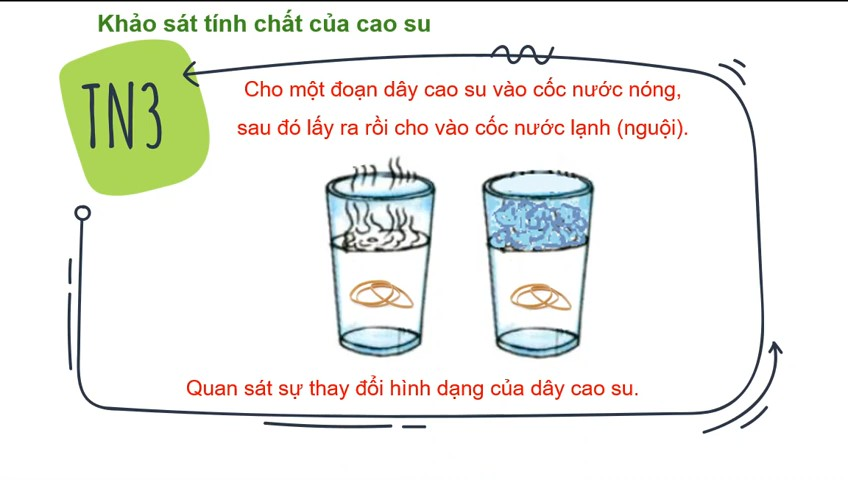 Khảo sát tính chất của cao su
TN3
Cho một đoạn dây cao su vào cốc nước nóng,
sau đó lấy ra rồi cho vào cốc nước lạnh (nguội).
Quan sát sự thay đổi hình dạng của dây cao su.